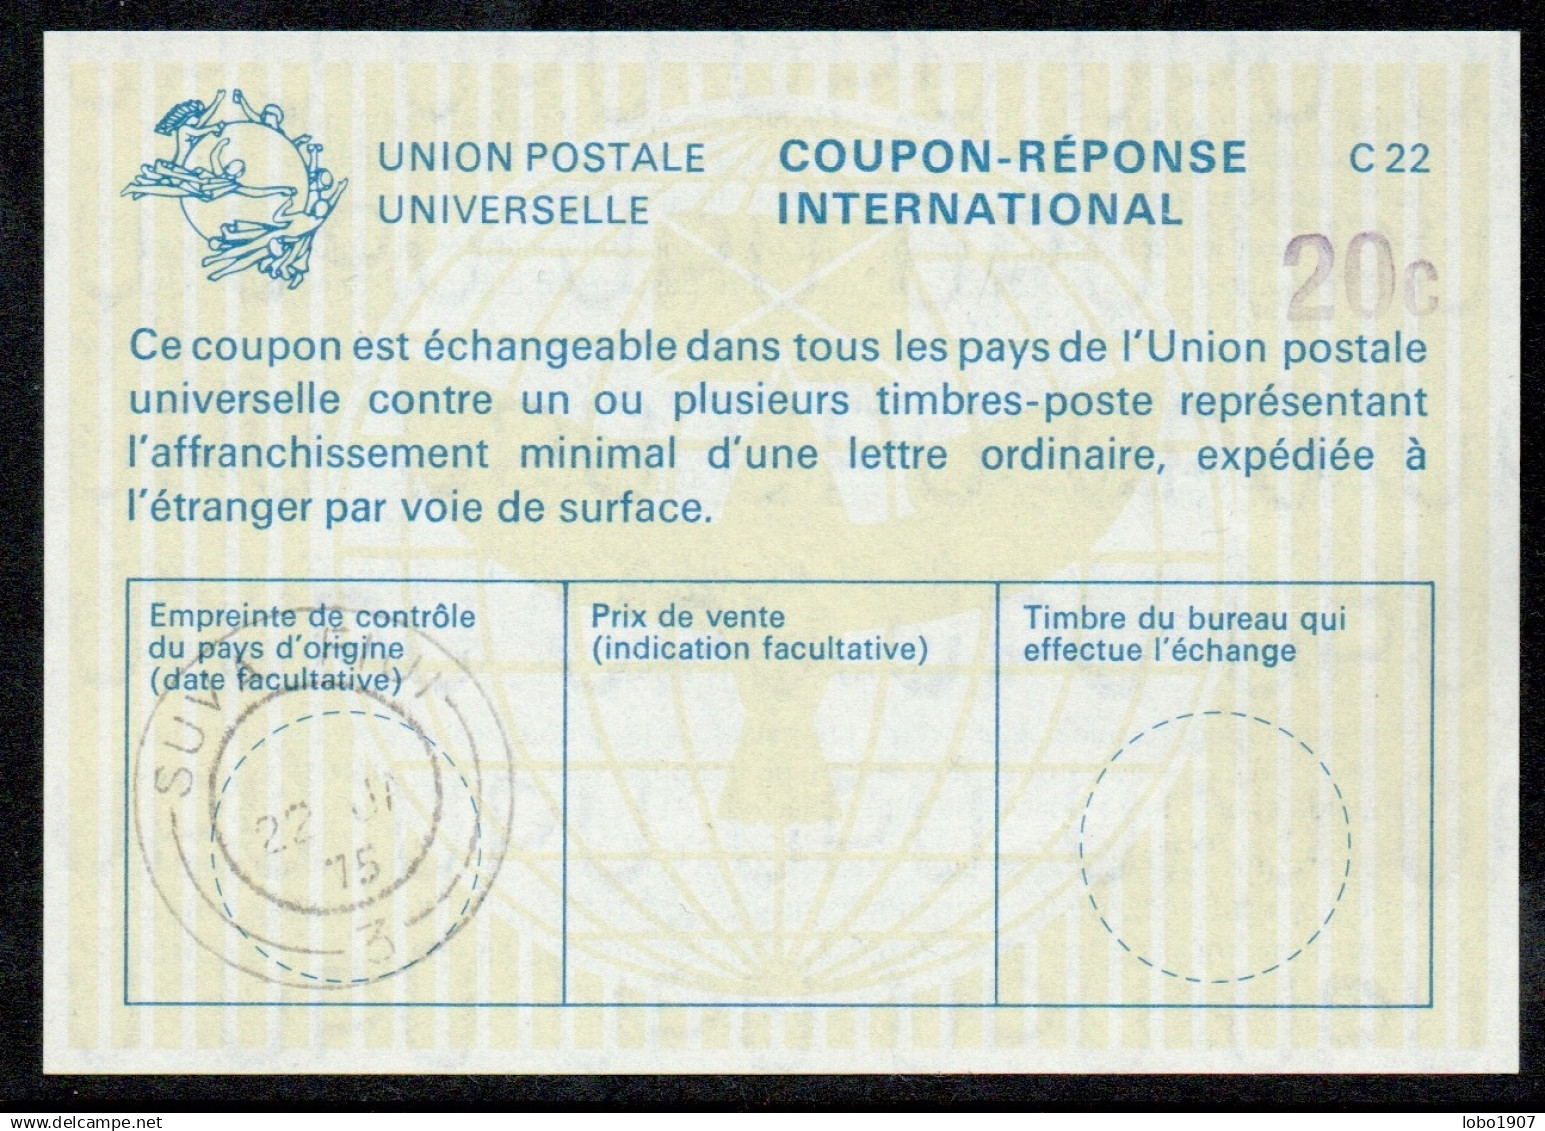 UNION POSTALE
UNIVERSELLE
COUPON-RÉPONSE
INTERNATIONAL
C 22
20c
Ce coupon est échangeable dans tous les pays de l'Union postale
universelle contre un ou plusieurs timbres-poste représentant
l'affranchissement minimal d'une lettre ordinaire, expédiée à
l'étranger par voie de surface.
Empreinte de contrôle
du pays d'origine
(date facultative)
Prix de vente
(indication facultative)
Timbre du bureau qui
effectue l'échange
SUVA FIJI
22
75
3
lobo1907